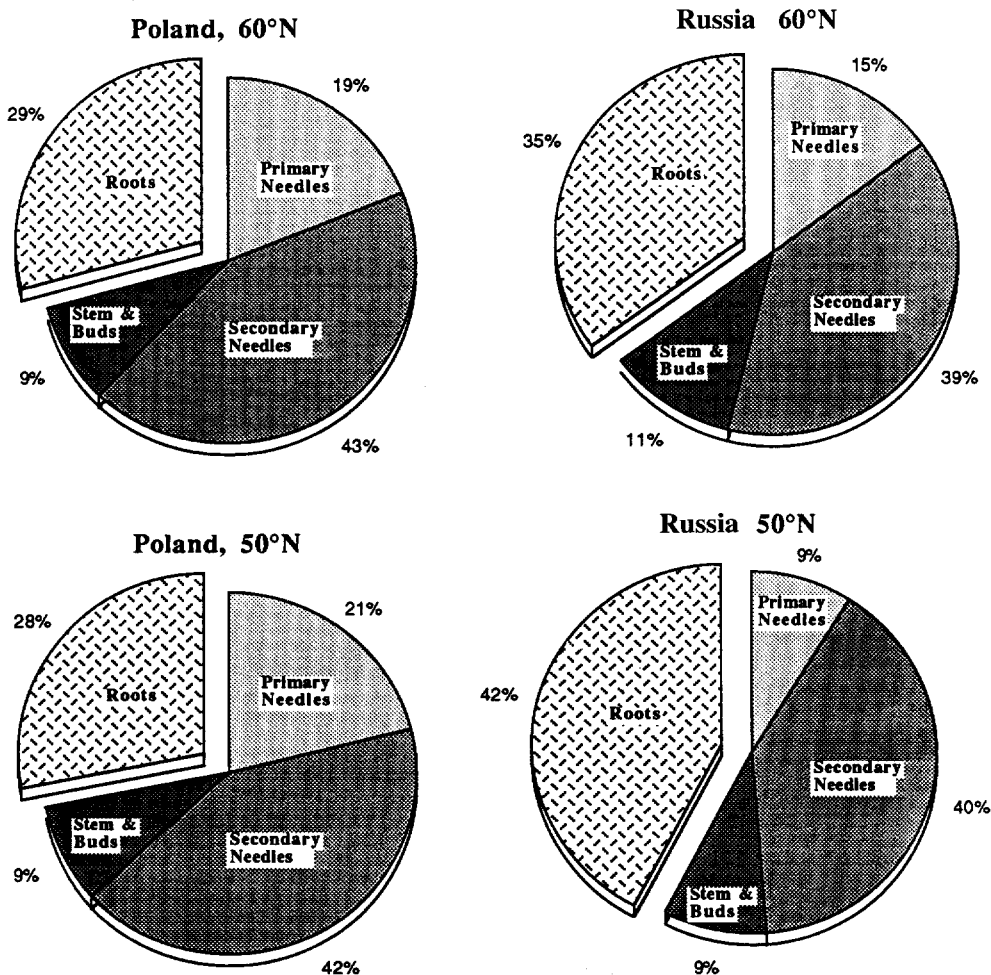 Poland, 60°N
29%
19%
Roots
Primary
Needles
Stem &
Buds
Secondary
Needles
9%
43%
Russia 60°N
35%
15%
Roots
Primary
Needles
Stem &
Buds
Secondary
Needles
11%
39%
Poland, 50°N
28%
21%
Roots
Primary
Needles
Stem &
Buds
Secondary
Needles
9%
42%
Russia 50°N
42%
9%
Roots
Primary
Needles
Stem &
Buds
Secondary
Needles
9%
40%